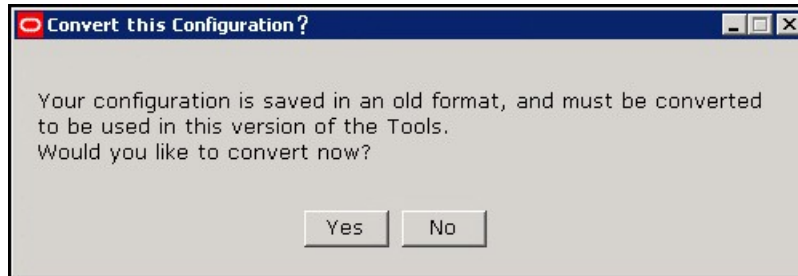 Convert this Configuration?
Your configuration is saved in an old format, and must be converted
to be used in this version of the Tools.
Would you like to convert now?
Yes No